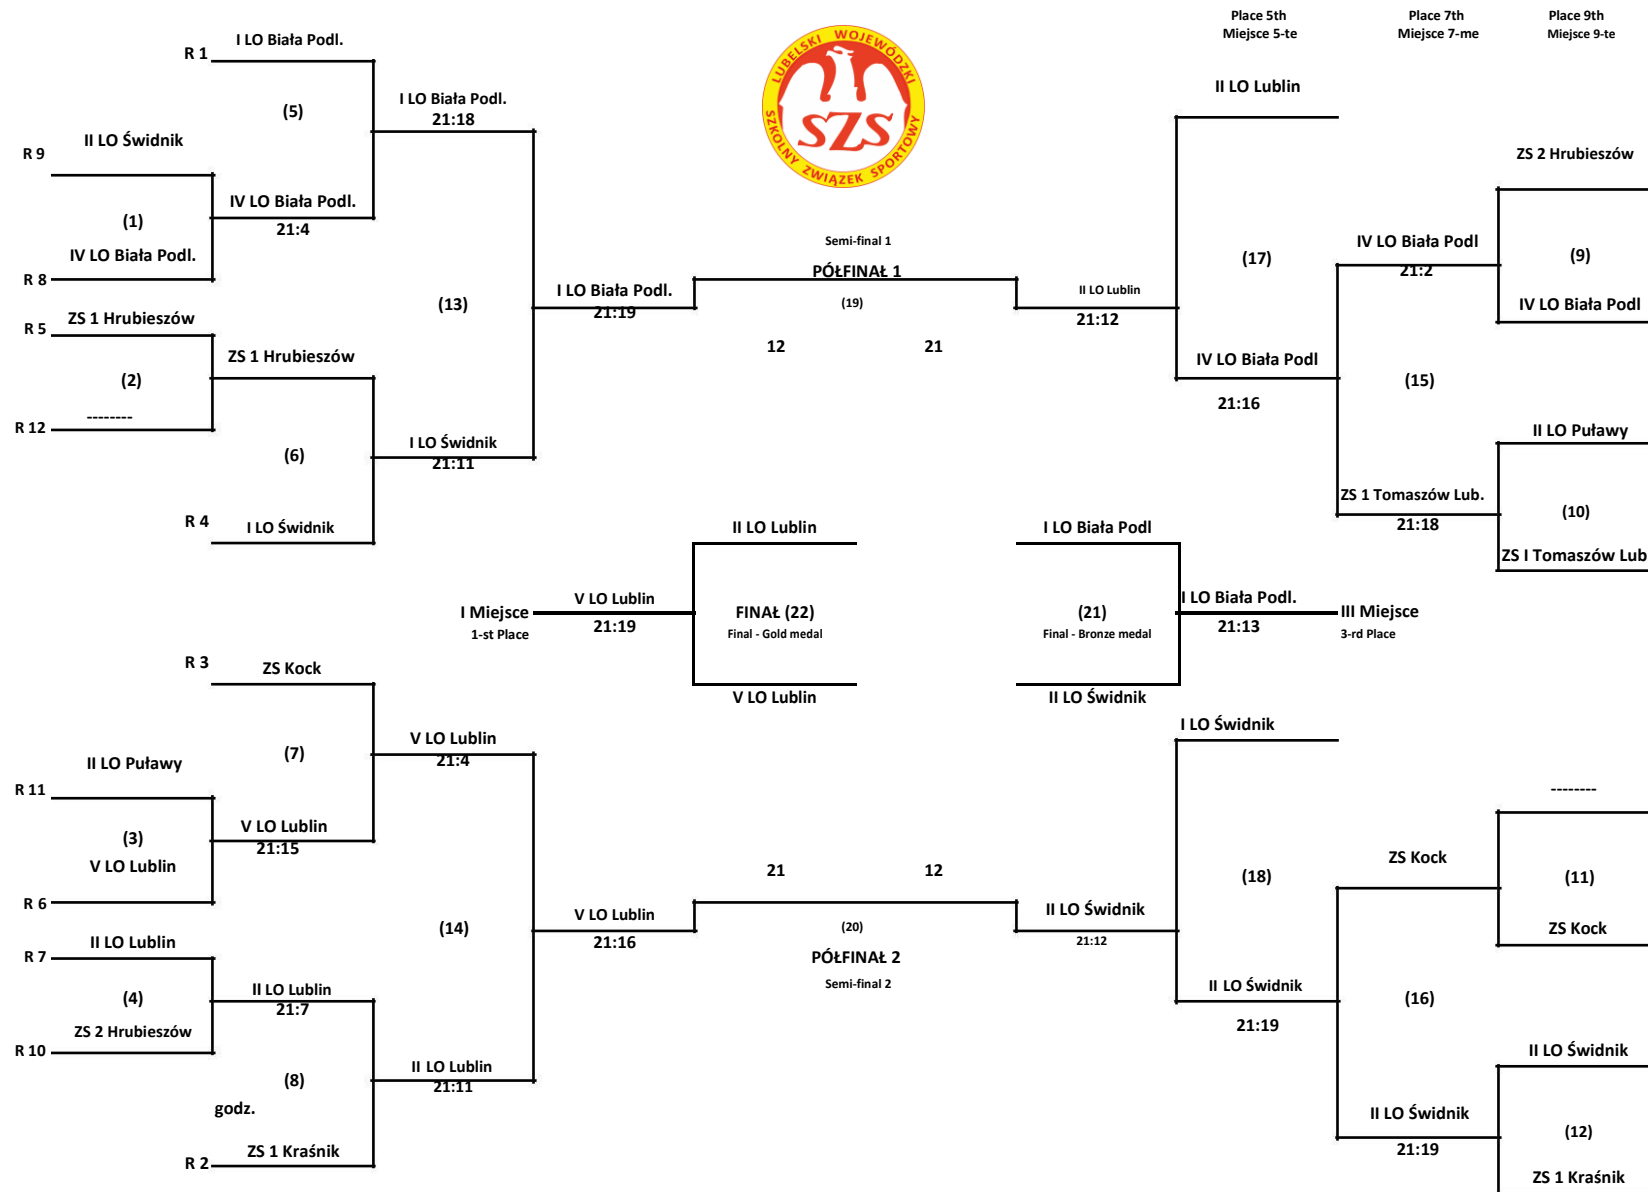 Place 5th
Miejsce 5-te
Place 7th
Miejsce 7-me
Place 9th
Miejsce 9-te
LUBELSKI WOJEWÓDZKI
SZKOLNY ZWIĄZEK SPORTOWY
SZS
R 1
I LO Biała Podl.
(5)
I LO Biała Podl.
21:18
R 9
II LO Świdnik
(1)
IV LO Biała Podl.
21:4
IV LO Biała Podl.
R 8
(13)
R 5
ZS 1 Hrubieszów
ZS 1 Hrubieszów
(2)
--------
R 12
(6)
I LO Świdnik
21:11
R 4
I LO Świdnik
I LO Biała Podl.
21:19
Semi-final 1
PÓŁFINAŁ 1
(19)
12
21
II LO Lublin
21:12
II LO Lublin
(17)
IV LO Biała Podl
21:16
IV LO Biała Podl
21:2
(15)
ZS 1 Tomaszów Lub.
21:18
ZS 2 Hrubieszów
(9)
IV LO Biała Podl
II LO Puławy
(10)
ZS I Tomaszów Lub
II LO Lublin
I LO Biała Podl
I Miejsce
1-st Place
V LO Lublin
21:19
FINAŁ (22)
Final - Gold medal
(21)
Final - Bronze medal
I LO Biała Podl.
21:13
III Miejsce
3-rd Place
V LO Lublin
II LO Świdnik
R 3
ZS Kock
(7)
V LO Lublin
21:4
R 11
II LO Puławy
(3)
V LO Lublin
21:15
V LO Lublin
R 6
(14)
R 7
II LO Lublin
(4)
II LO Lublin
21:7
ZS 2 Hrubieszów
R 10
(8)
godz.
II LO Lublin
21:11
ZS 1 Kraśnik
R 2
V LO Lublin
21:16
21
12
(20)
PÓŁFINAŁ 2
Semi-final 2
II LO Świdnik
21:12
I LO Świdnik
(18)
II LO Świdnik
21:19
ZS Kock
(16)
II LO Świdnik
21:19
--------
(11)
ZS Kock
II LO Świdnik
(12)
ZS 1 Kraśnik